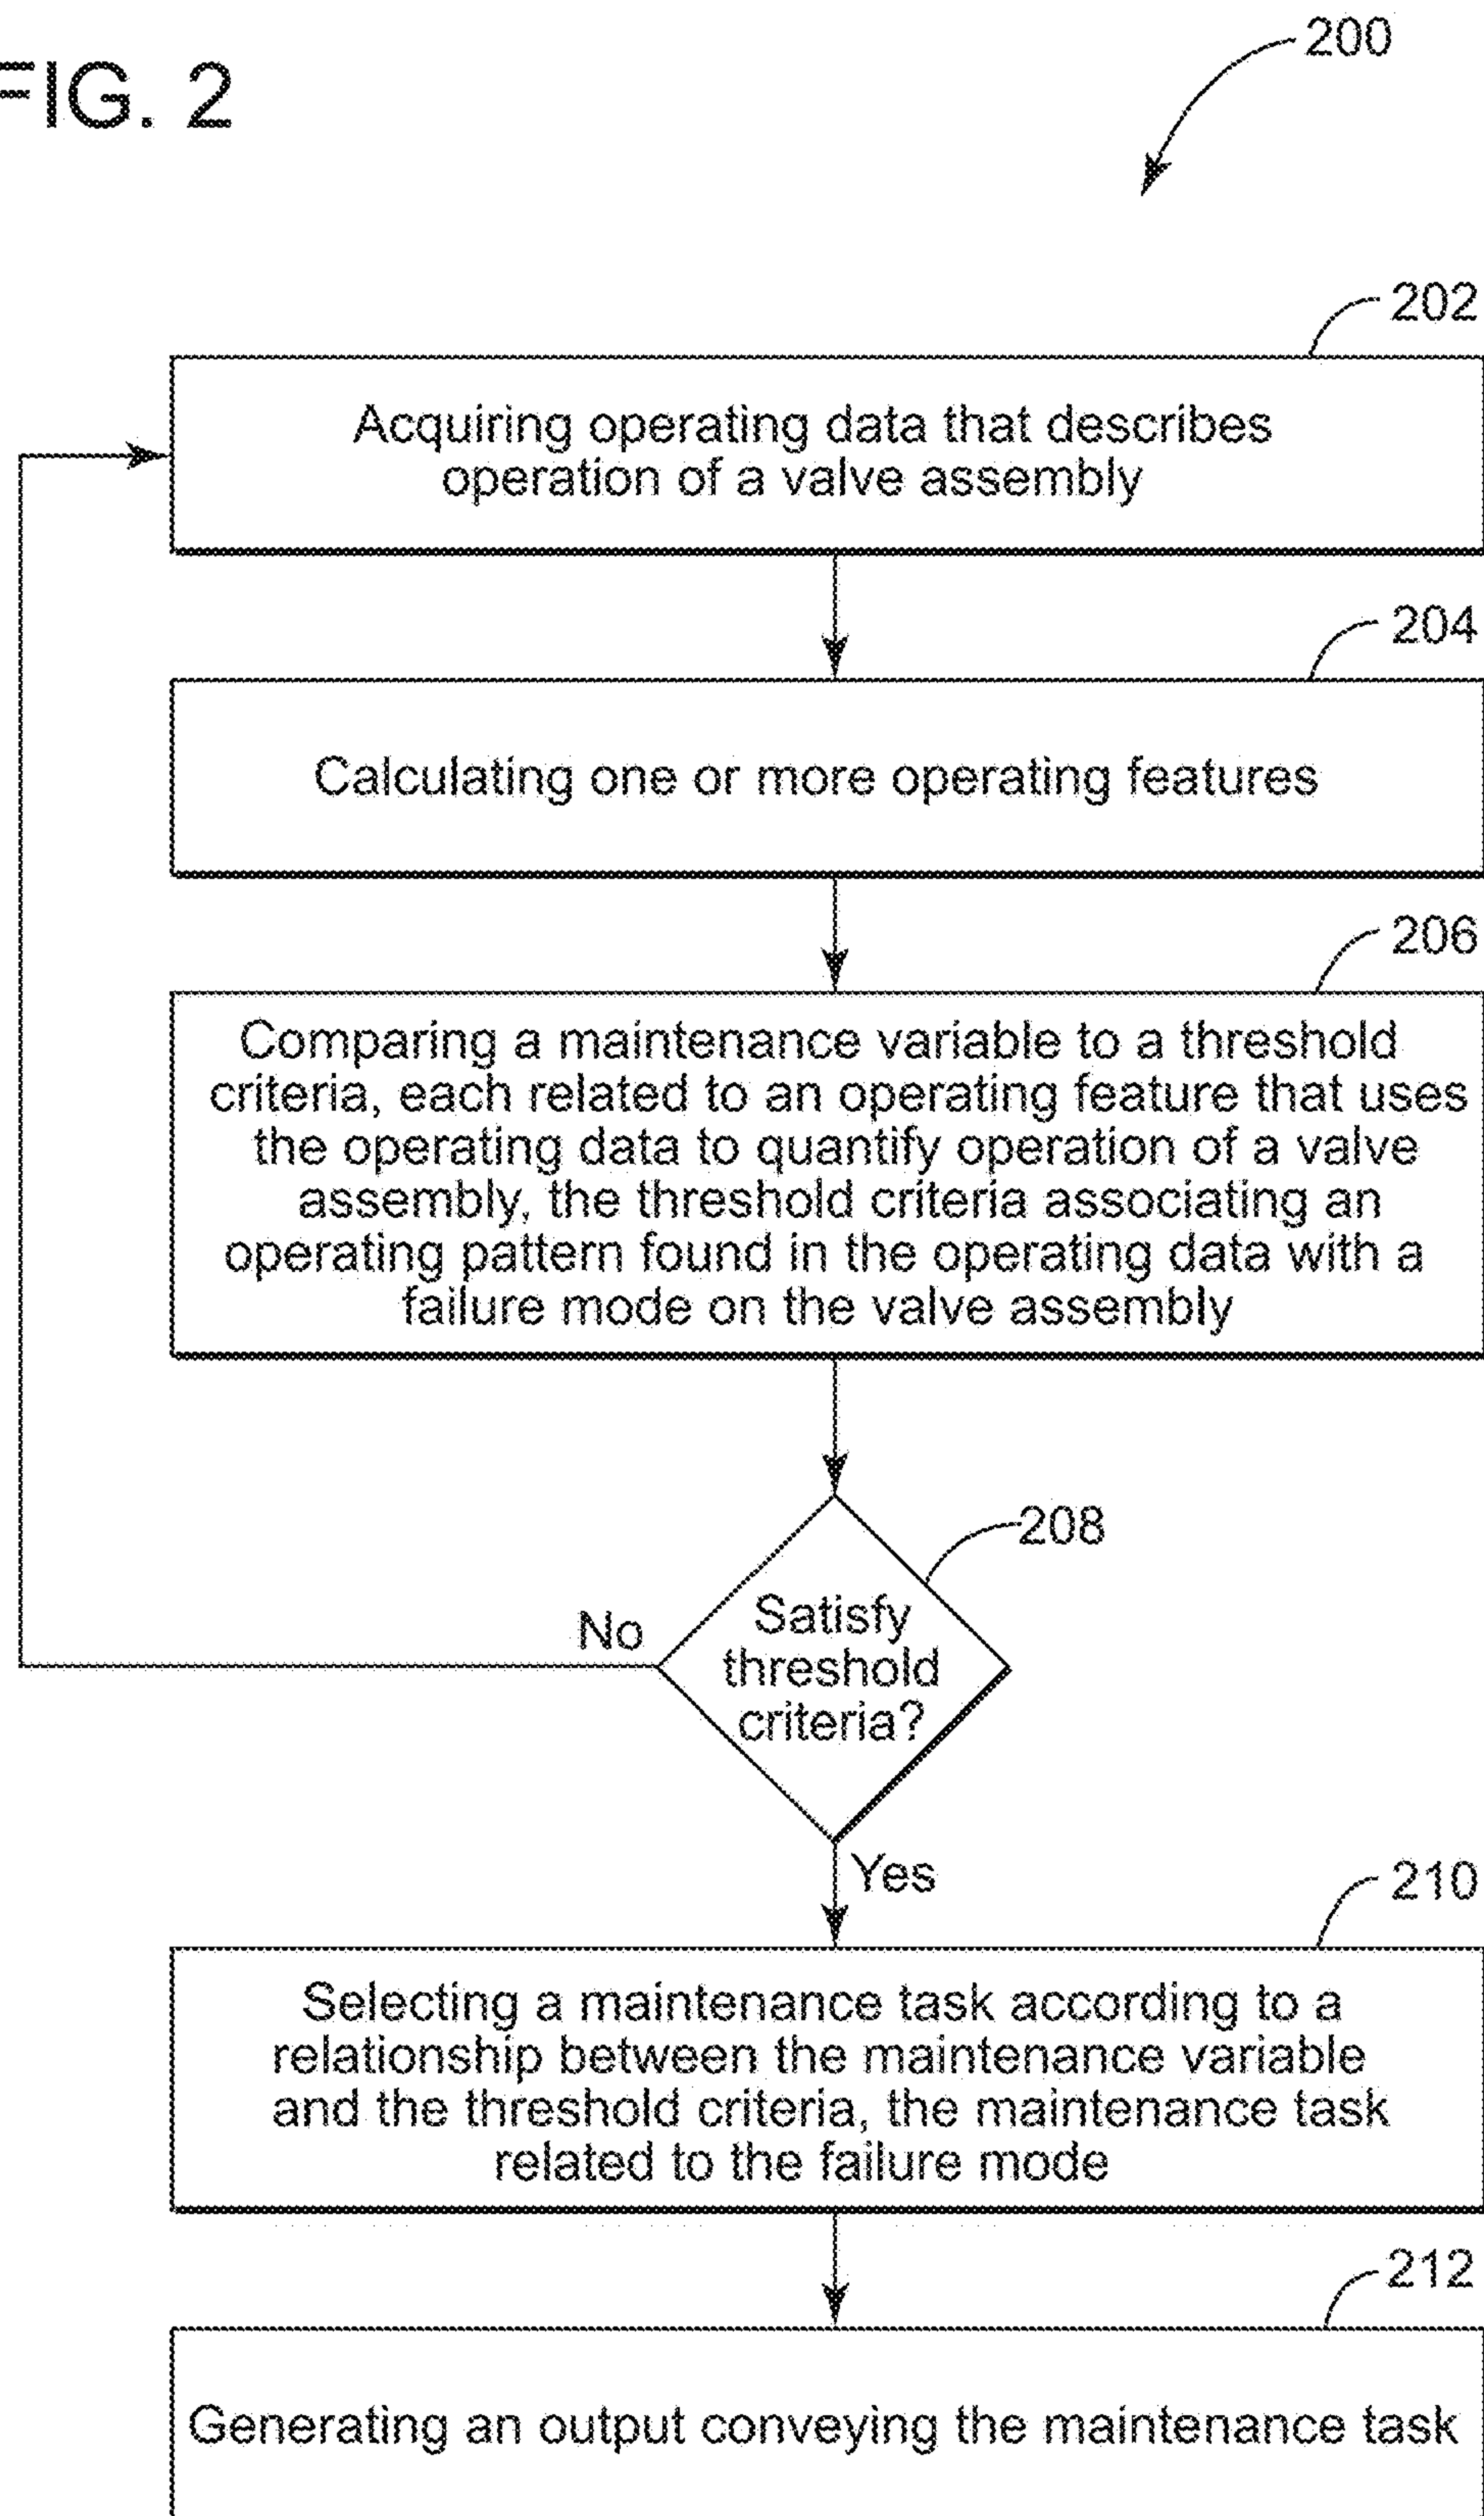 FIG. 2
200
202
Acquiring operating data that describes
operation of a valve assembly
204
Calculating one or more operating features
206
Comparing a maintenance variable to a threshold
criteria, each related to an operating feature that uses
the operating data to quantify operation of a valve
assembly, the threshold criteria associating an
operating pattern found in the operating data with a
failure mode on the valve assembly
208
Satisfy
threshold
criteria?
No
Yes
210
Selecting a maintenance task according to a
relationship between the maintenance variable
and the threshold criteria, the maintenance task
related to the failure mode
212
Generating an output conveying the maintenance task